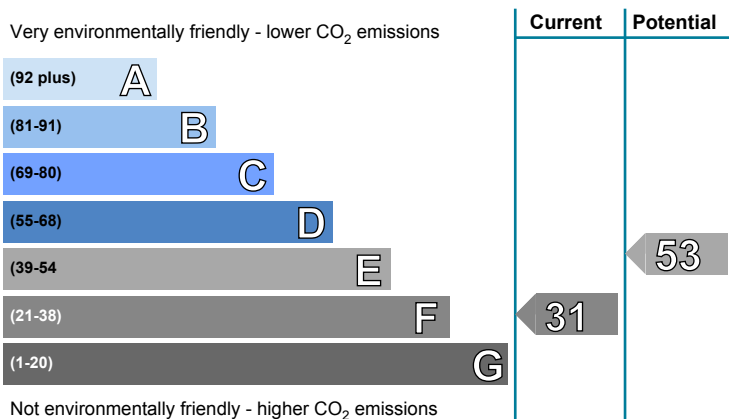 Very environmentally friendly - lower CO2 emissions
Current
Potential
(92 plus) A
(81-91) B
(69-80) C
(55-68) D
(39-54 E
53
(21-38) F
31
(1-20) G
Not environmentally friendly - higher CO2 emissions